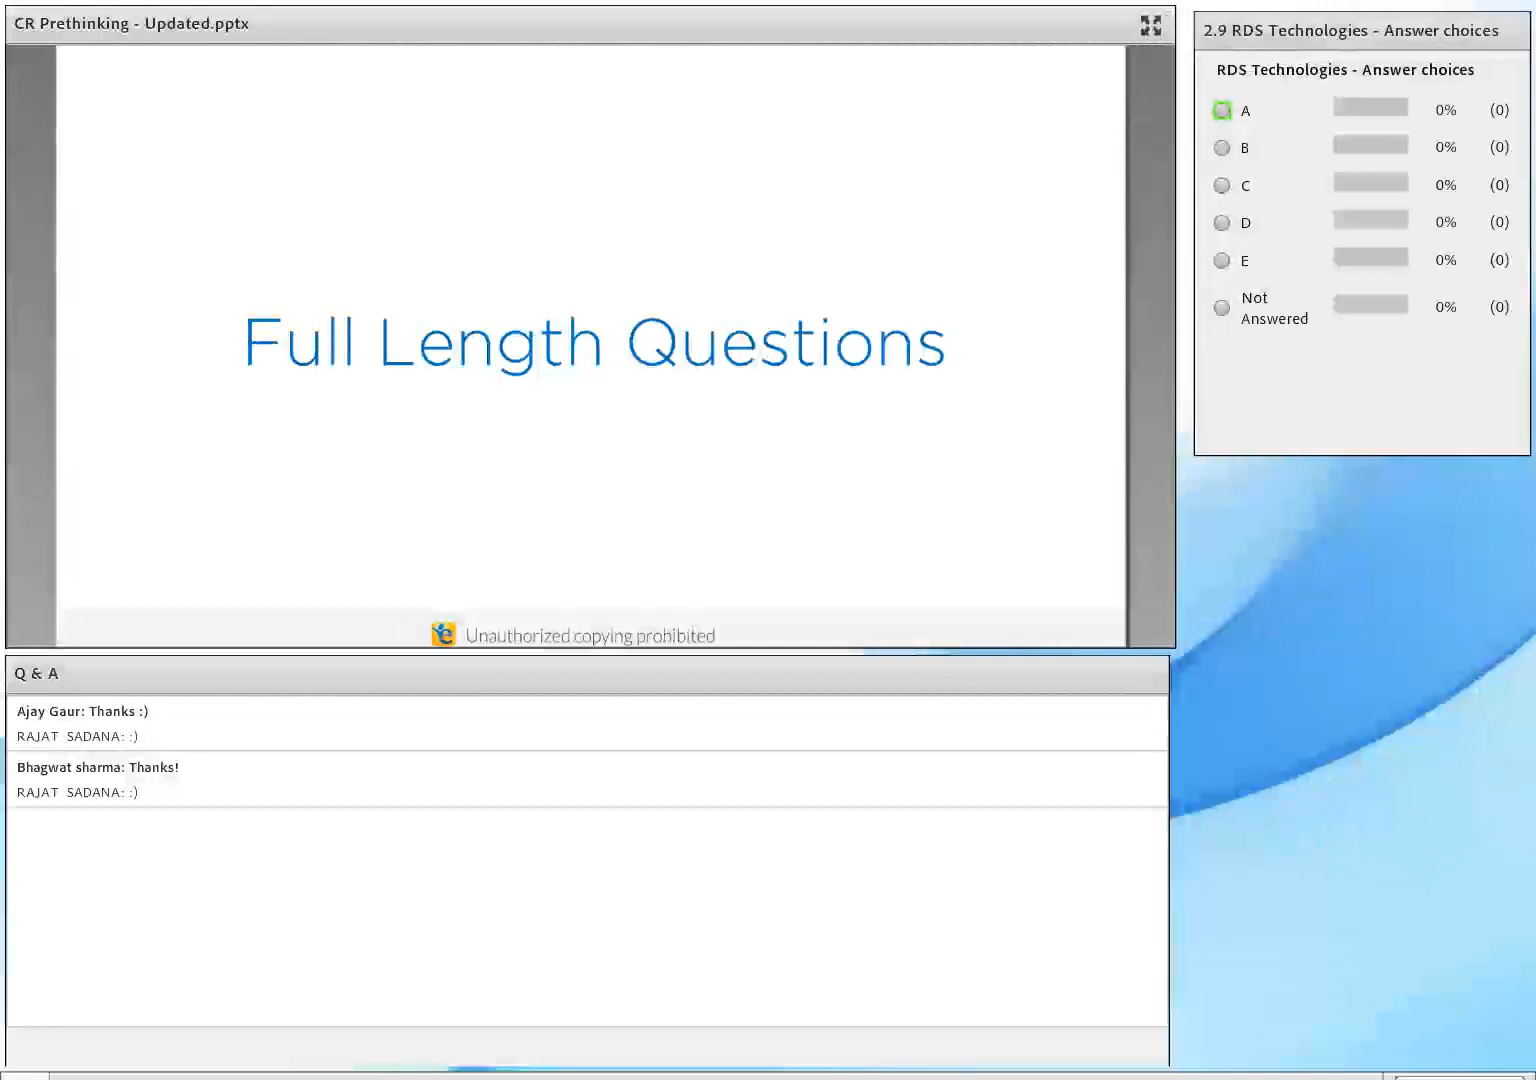 CR Prethinking - Updated.pptx
Full Length Questions
Unauthorized copying prohibited
2.9 RDS Technologies - Answer choices
RDS Technologies - Answer choices
A 0% (0)
B 0% (0)
C 0% (0)
D 0% (0)
E 0% (0)
Not
Answered 0% (0)
Q & A
Ajay Gaur: Thanks :)
RAJAT SADANA: :)
Bhagwat sharma: Thanks!
RAJAT SADANA: :)